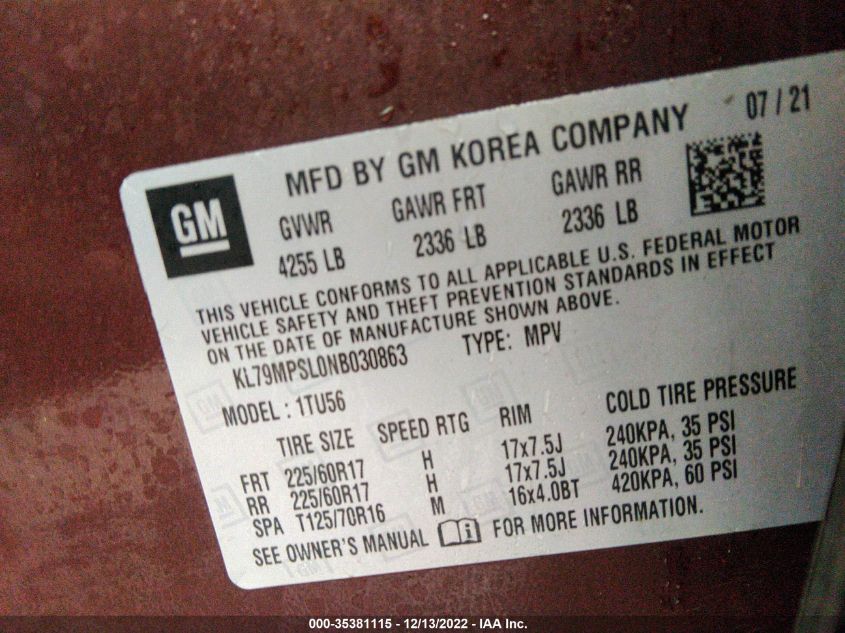 MFD BY GM KOREA COMPANY 07 / 21
GM
GVWR GAWR FRT GAWR RR
4255 LB 2336 LB 2336 LB
THIS VEHICLE CONFORMS TO ALL APPLICABLE U.S. FEDERAL MOTOR
VEHICLE SAFETY AND THEFT PREVENTION STANDARDS IN EFFECT
ON THE DATE OF MANUFACTURE SHOWN ABOVE.
KL79MPSL0NB030863 TYPE: MPV
MODEL : 1TU56
TIRE SIZE SPEED RTG RIM COLD TIRE PRESSURE
FRT 225/60R17 H 17x7.5J 240KPA, 35 PSI
RR 225/60R17 H 17x7.5J 240KPA, 35 PSI
SPA T125/70R16 M 16x4.0BT 420KPA, 60 PSI
SEE OWNER'S MANUAL i FOR MORE INFORMATION.
000-35381115 - 12/13/2022 - IAA Inc.